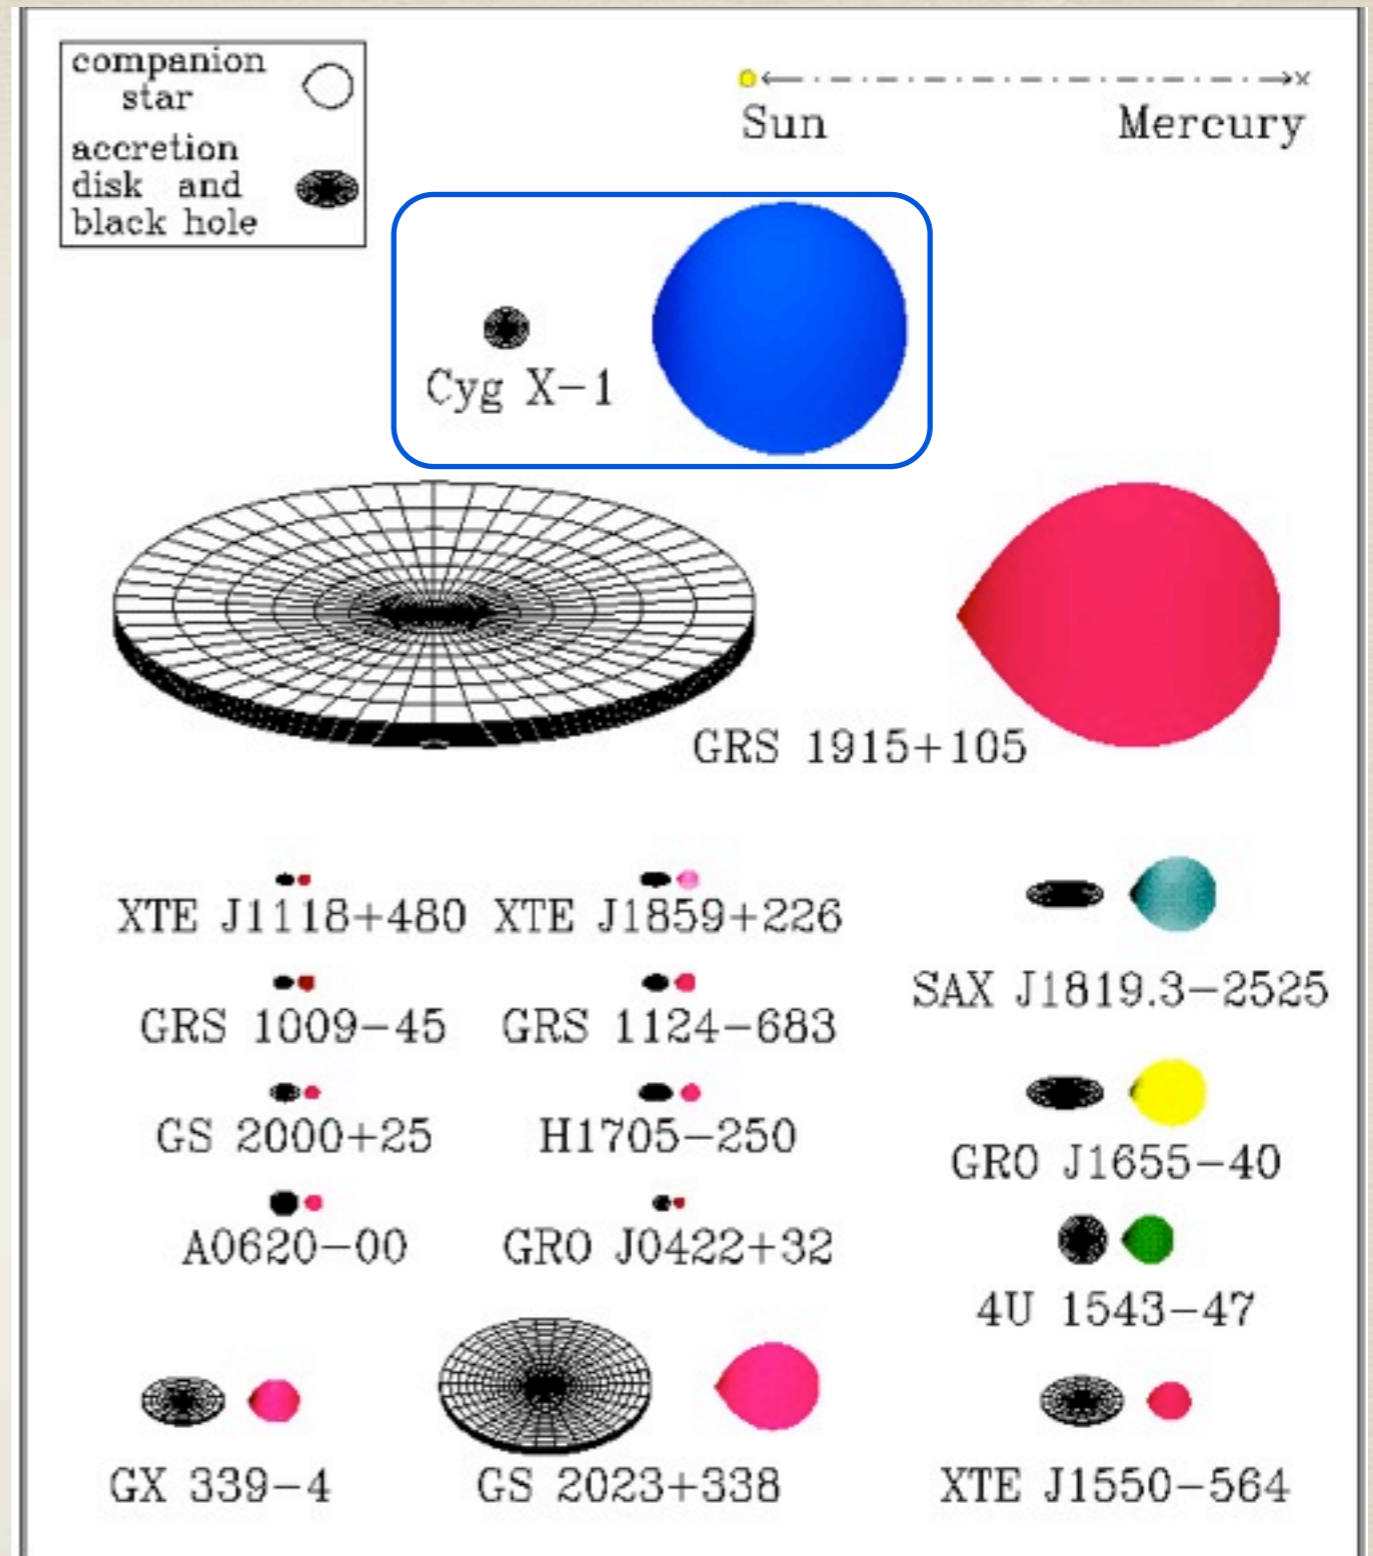 companion
star
accretion
disk and
black hole
Sun
Mercury
Cyg X-1
GRS 1915+105
XTE J1118+480
XTE J1859+226
SAX J1819.3-2525
GRS 1009-45
GRS 1124-683
GS 2000+25
H1705-250
GRO J1655-40
A0620-00
GRO J0422+32
4U 1543-47
GX 339-4
GS 2023+338
XTE J1550-564